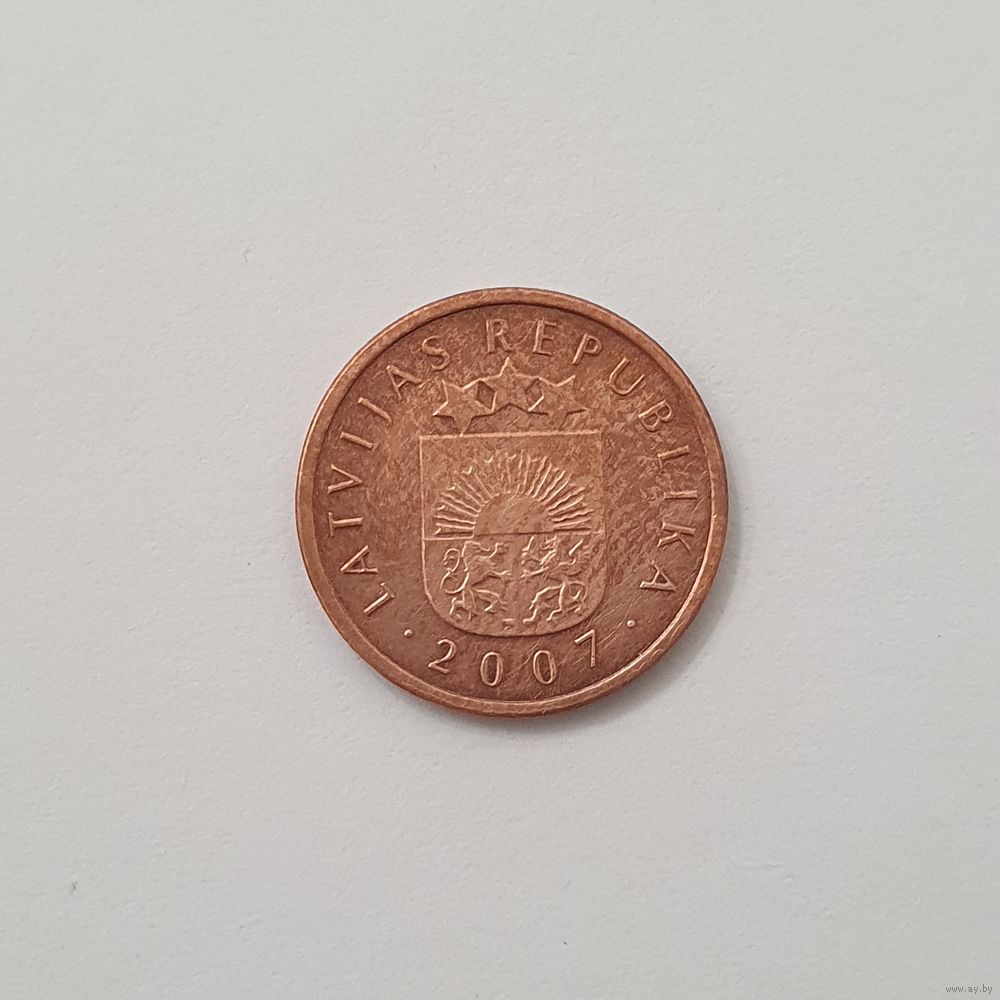 LATVIJAS REPUBLIKA
· 2007 ·
www.ay.by